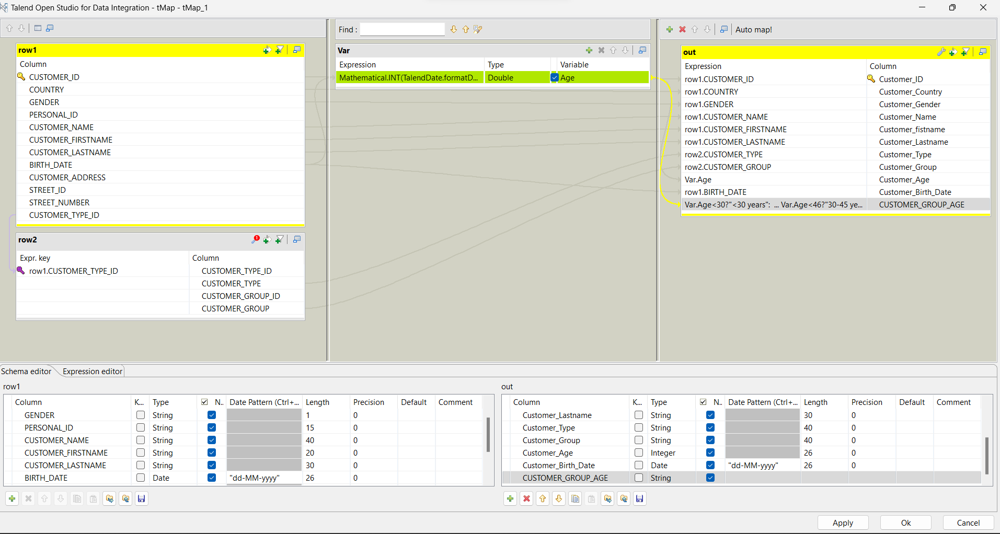 Talend Open Studio for Data Integration - tMap - tMap_1
Find :
Auto map!
row1
Column
CUSTOMER_ID
COUNTRY
GENDER
PERSONAL_ID
CUSTOMER_NAME
CUSTOMER_FIRSTNAME
CUSTOMER_LASTNAME
BIRTH_DATE
CUSTOMER_ADDRESS
STREET_ID
STREET_NUMBER
CUSTOMER_TYPE_ID
row2
1
Expr. key Column
row1.CUSTOMER_TYPE_ID CUSTOMER_TYPE_ID
CUSTOMER_TYPE
CUSTOMER_GROUP_ID
CUSTOMER_GROUP
Var
Expression Type Variable
Mathematical.INT(TalendDate.formatD... Double Age
out
Expression Column
row1.CUSTOMER_ID Customer_ID
row1.COUNTRY Customer_Country
row1.GENDER Customer_Gender
row1.CUSTOMER_NAME Customer_Name
row1.CUSTOMER_FIRSTNAME Customer_fistname
row1.CUSTOMER_LASTNAME Customer_Lastname
row2.CUSTOMER_TYPE Customer_Type
row2.CUSTOMER_GROUP Customer_Group
Var.Age Customer_Age
row1.BIRTH_DATE Customer_Birth_Date
Var.Age<30?"<30 years": ... Var.Age<46?"30-45 ye... CUSTOMER_GROUP_AGE
Schema editor Expression editor
row1
Column K... Type N.. Date Pattern (Ctrl+... Length Precision Default Comment
GENDER String 1 0
PERSONAL_ID String 15 0
CUSTOMER_NAME String 40 0
CUSTOMER_FIRSTNAME String 20 0
CUSTOMER_LASTNAME String 30 0
BIRTH_DATE Date "dd-MM-yyyy" 26 0
out
Column K... Type N.. Date Pattern (Ctrl+... Length Precision Default Comment
Customer_Lastname String 30 0
Customer_Type String 40 0
Customer_Group String 40 0
Customer_Age Integer 26 0
Customer_Birth_Date Date "dd-MM-yyyy" 26 0
CUSTOMER_GROUP_AGE String
Apply Ok Cancel